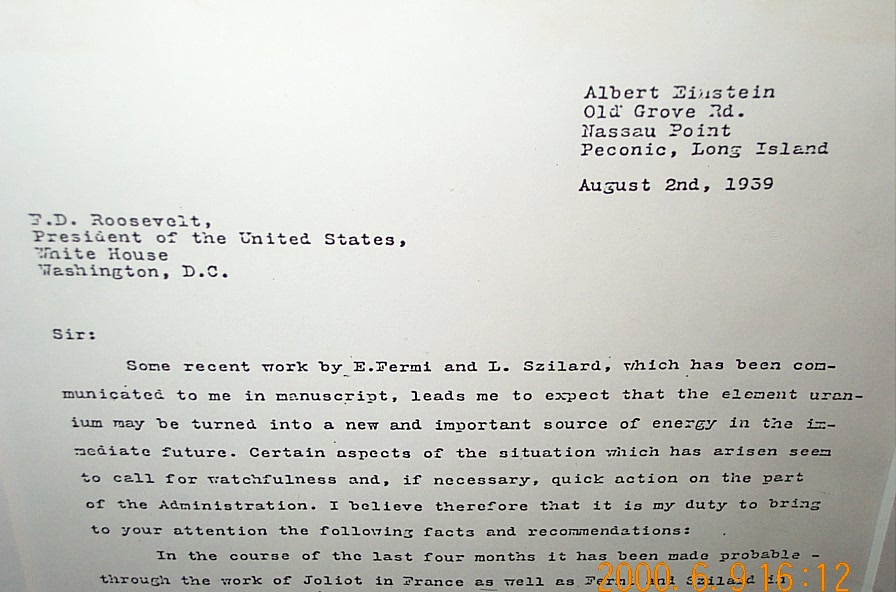 Albert Einstein
Old Grove Rd.
Nassau Point
Peconic, Long Island
August 2nd, 1939
F.D. Roosevelt,
President of the United States,
White House
Washington, D.C.
Sir:
Some recent work by E.Fermi and L. Szilard, which has been com-
municated to me in manuscript, leads me to expect that the element uran-
ium may be turned into a new and important source of energy in the im-
mediate future. Certain aspects of the situation which has arisen seem
to call for watchfulness and, if necessary, quick action on the part
of the Administration. I believe therefore that it is my duty to bring
to your attention the following facts and recommendations:
In the course of the last four months it has been made probable -
through the work of Joliot in France as well as Fermi and Szilard in
2000. 6. 9 16:12